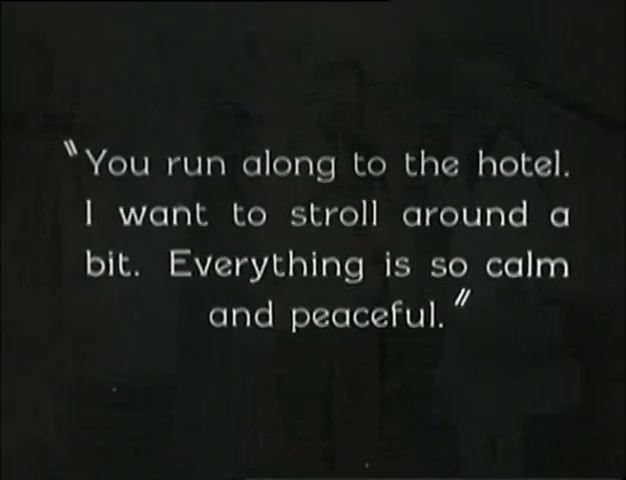 "You run along to the hotel.
I want to stroll around a
bit. Everything is so calm
and peaceful."